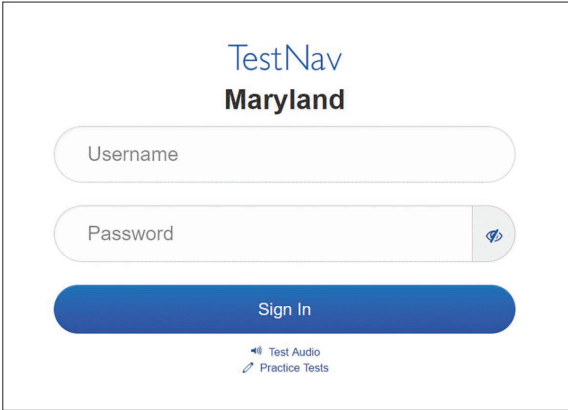 TestNav
Maryland
Username
Password
Sign In
Test Audio
Practice Tests